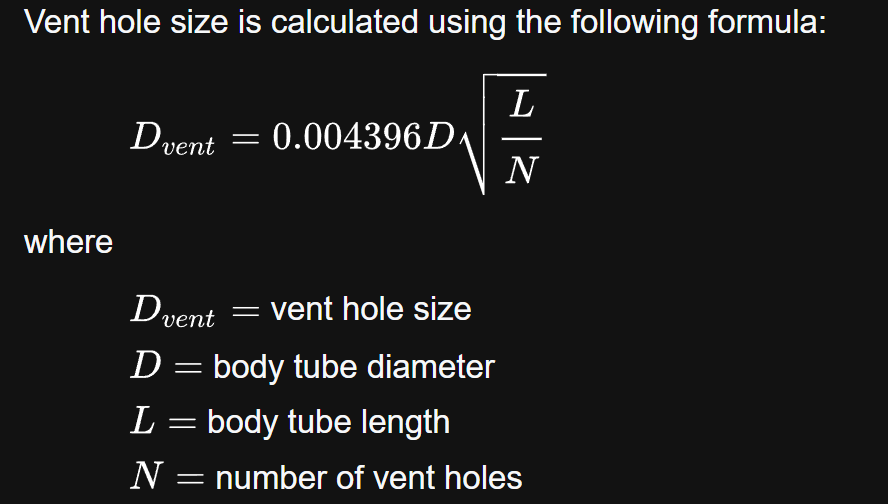 Vent hole size is calculated using the following formula:
D_vent = 0.004396D√(L/N)
where
D_vent = vent hole size
D = body tube diameter
L = body tube length
N = number of vent holes